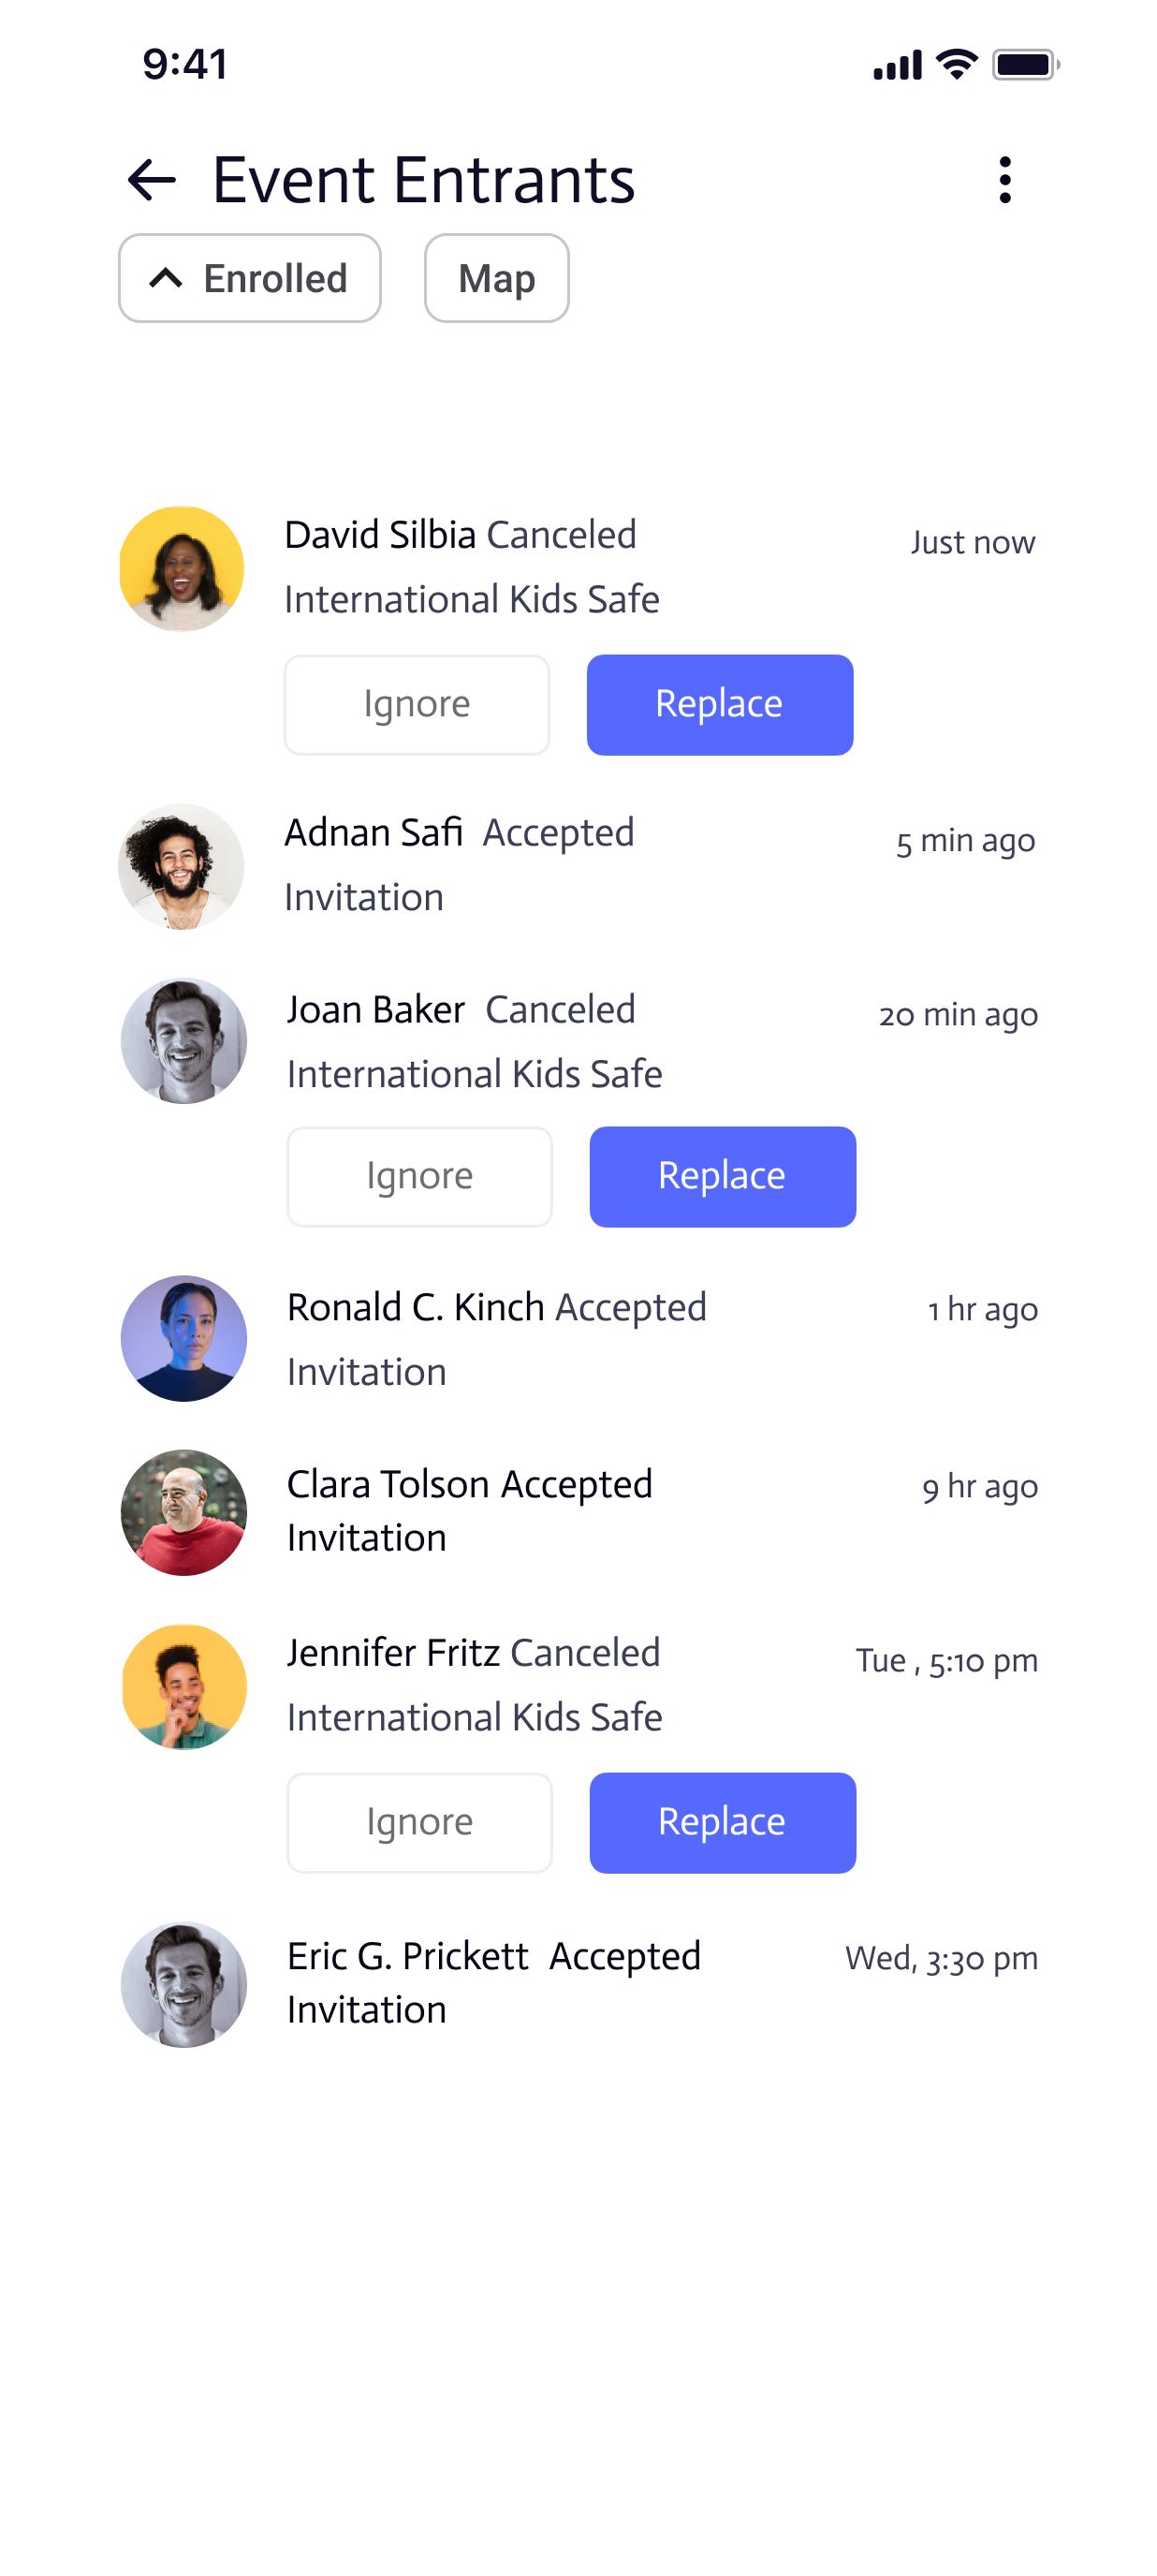 9:41
Event Entrants
Enrolled Map
David Silbia Canceled Just now
International Kids Safe
Ignore Replace
Adnan Safi Accepted 5 min ago
Invitation
Joan Baker Canceled 20 min ago
International Kids Safe
Ignore Replace
Ronald C. Kinch Accepted 1 hr ago
Invitation
Clara Tolson Accepted 9 hr ago
Invitation
Jennifer Fritz Canceled Tue , 5:10 pm
International Kids Safe
Ignore Replace
Eric G. Prickett Accepted Wed, 3:30 pm
Invitation